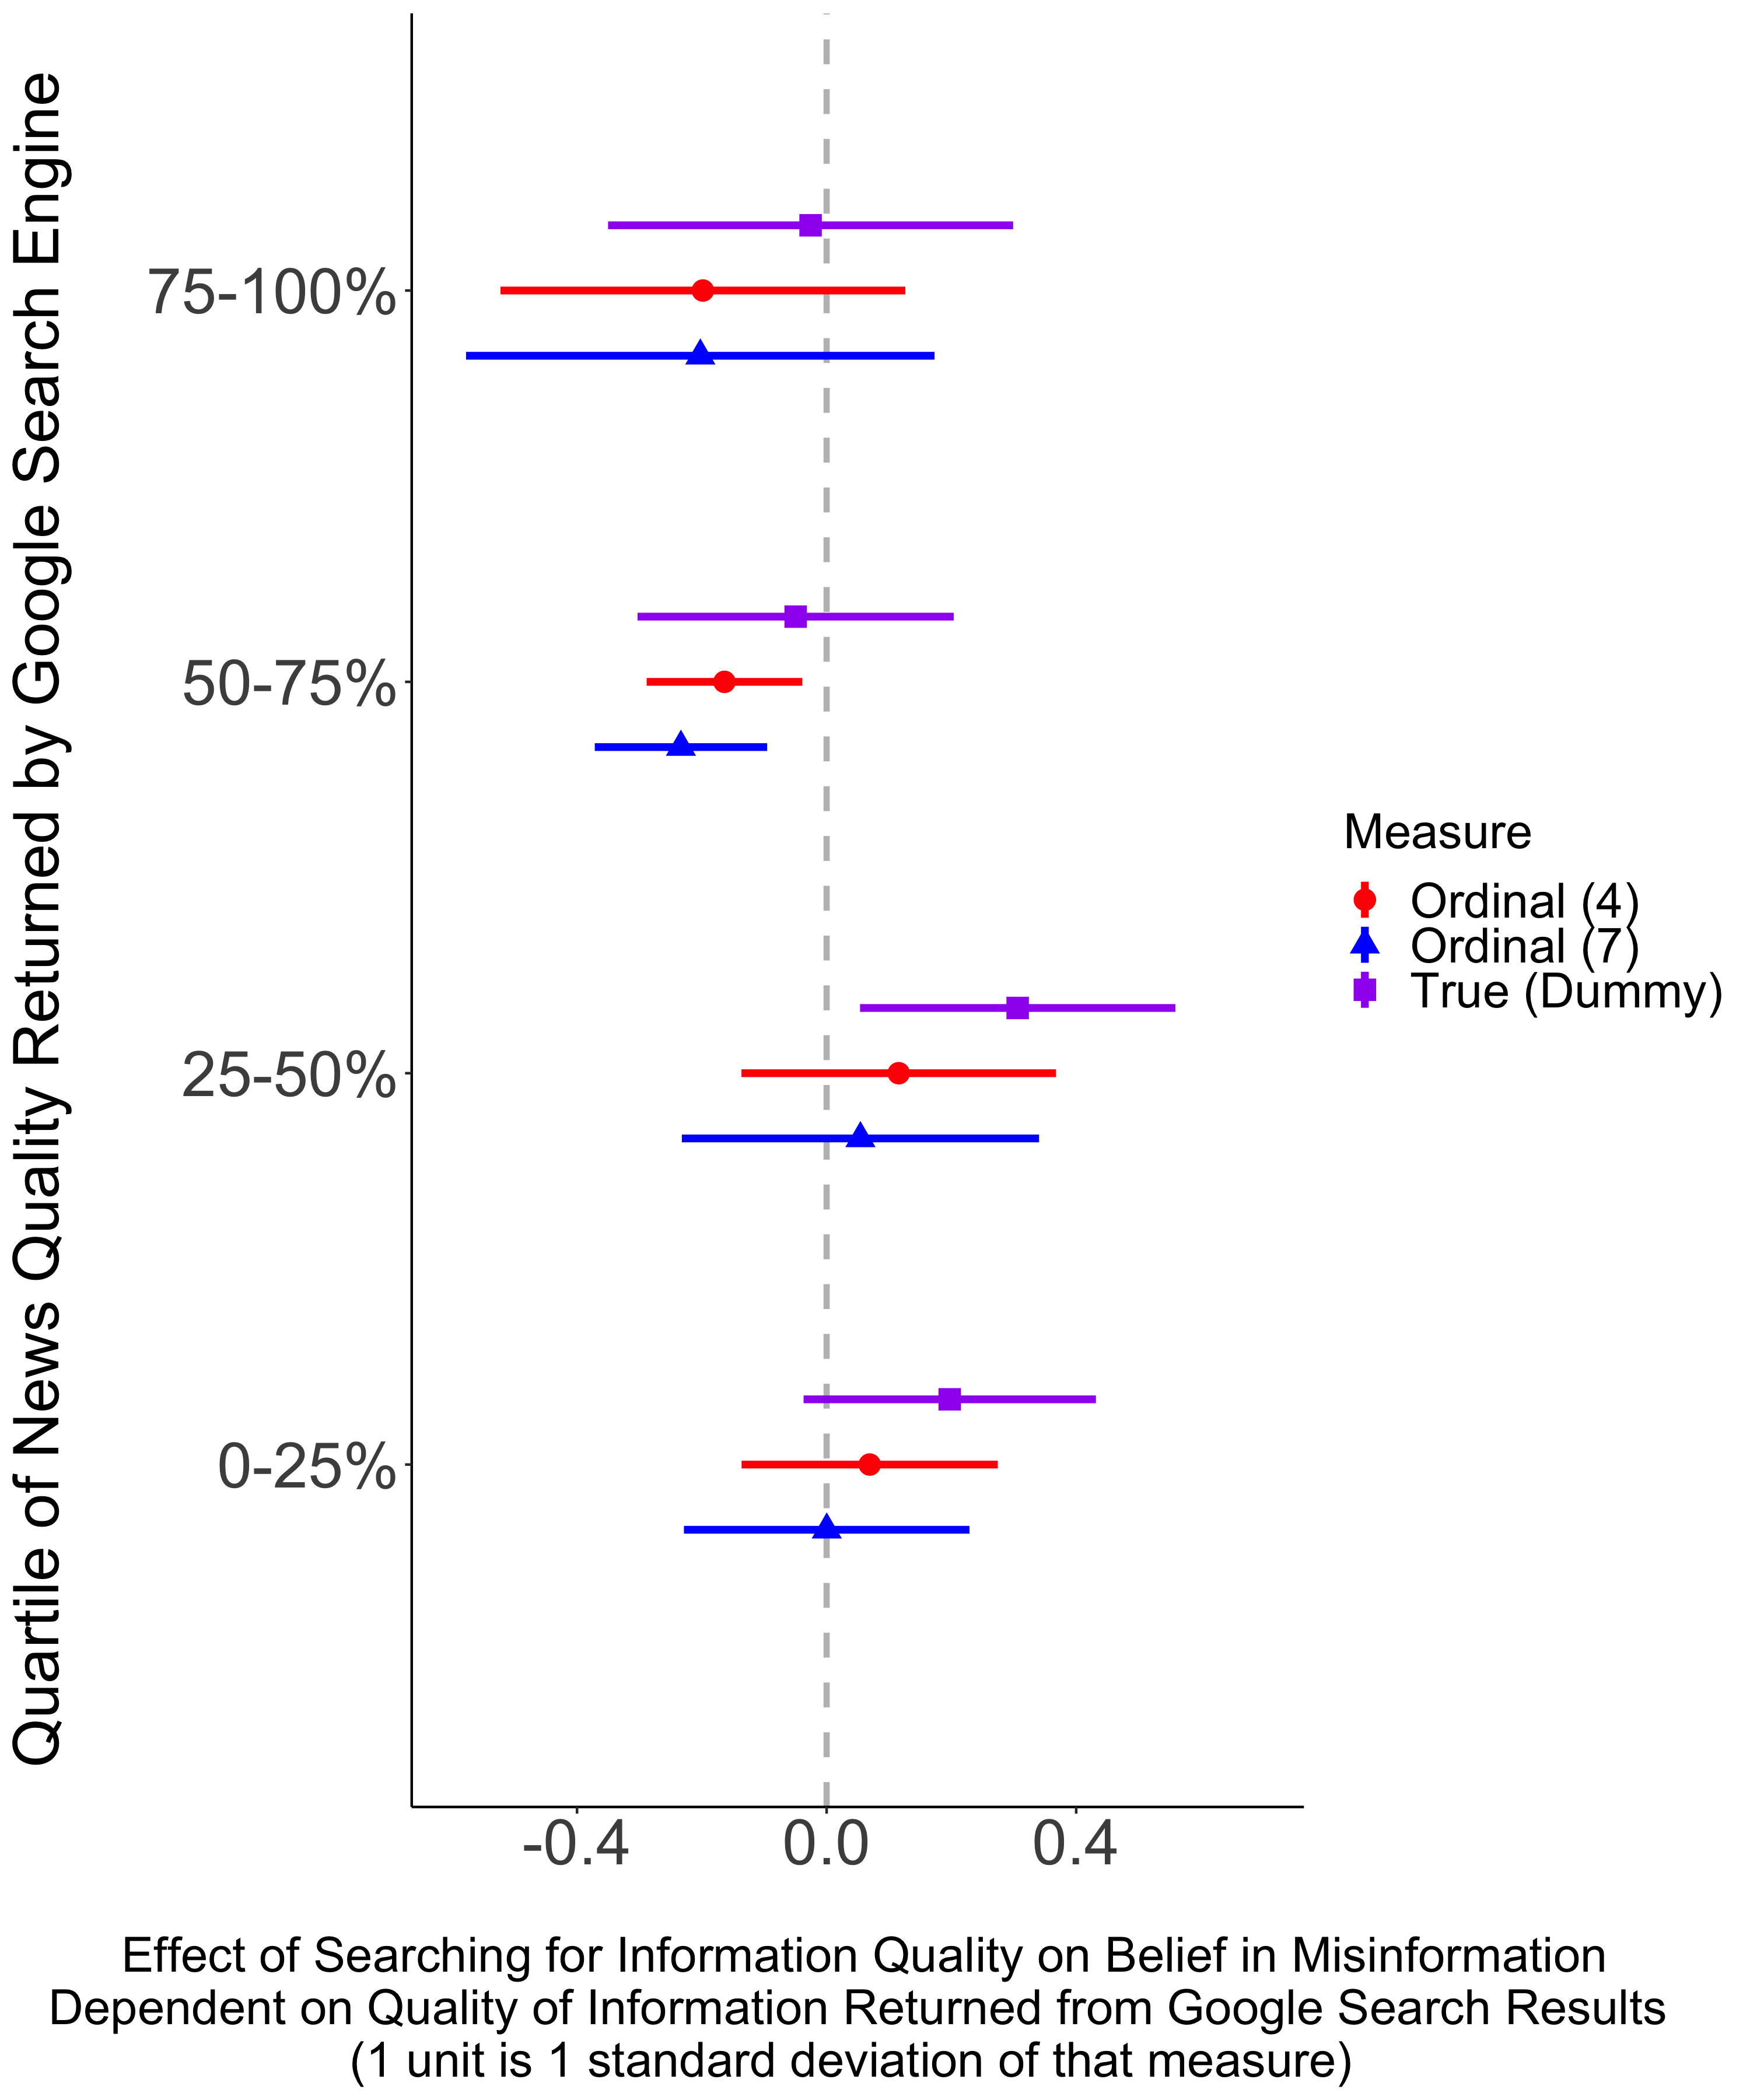 Quartile of News Quality Returned by Google Search Engine
75-100%
50-75%
25-50%
0-25%
-0.4
0.0
0.4
Measure
Ordinal (4)
Ordinal (7)
True (Dummy)
Effect of Searching for Information Quality on Belief in Misinformation
Dependent on Quality of Information Returned from Google Search Results
(1 unit is 1 standard deviation of that measure)